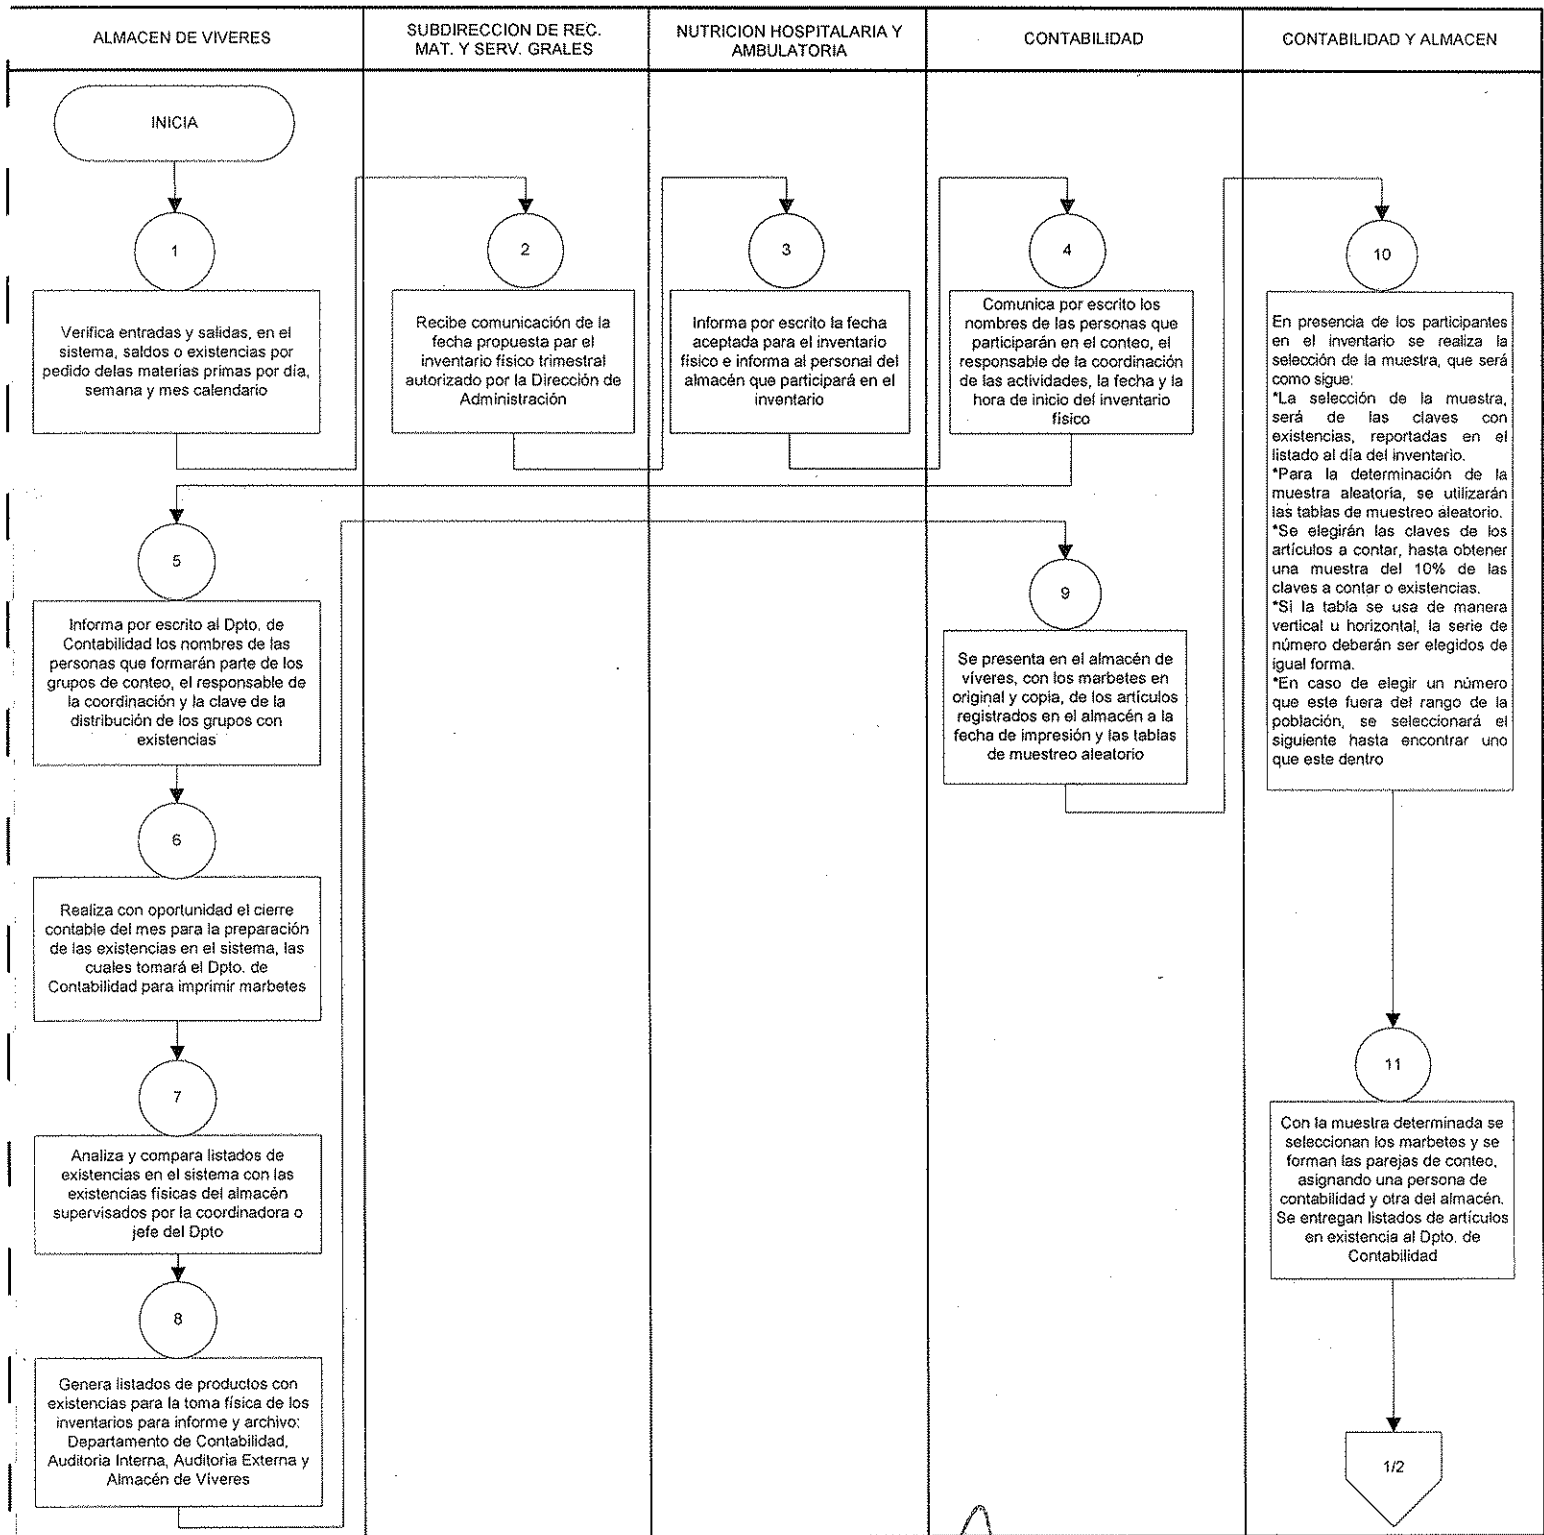 ALMACEN DE VIVERES
SUBDIRECCION DE REC.
MAT. Y SERV. GRALES
NUTRICION HOSPITALARIA Y
AMBULATORIA
CONTABILIDAD
CONTABILIDAD Y ALMACEN
INICIA
1
Verifica entradas y salidas, en el
sistema, saldos o existencias por
pedido delas materias primas por día,
semana y mes calendario
2
Recibe comunicación de la
fecha propuesta par el
inventario físico trimestral
autorizado por la Dirección de
Administración
3
Informa por escrito la fecha
aceptada para el inventario
físico e informa al personal del
almacén que participará en el
inventario
4
Comunica por escrito los
nombres de las personas que
participarán en el conteo, el
responsable de la coordinación
de las actividades, la fecha y la
hora de inicio del inventario
físico
5
Informa por escrito al Dpto. de
Contabilidad los nombres de las
personas que formarán parte de los
grupos de conteo, el responsable de
la coordinación y la clave de la
distribución de los grupos con
existencias
6
Realiza con oportunidad el cierre
contable del mes para la preparación
de las existencias en el sistema, las
cuales tomará el Dpto. de
Contabilidad para imprimir marbetes
7
Analiza y compara listados de
existencias en el sistema con las
existencias físicas del almacén
supervisados por la coordinadora o
jefe del Dpto
8
Genera listados de productos con
existencias para la toma física de los
inventarios para informe y archivo:
Departamento de Contabilidad,
Auditoria Interna, Auditoria Externa y
Almacén de Víveres
9
Se presenta en el almacén de
víveres, con los marbetes en
original y copia, de los artículos
registrados en el almacén a la
fecha de impresión y las tablas
de muestreo aleatorio
10
En presencia de los participantes
en el inventario se realiza la
selección de la muestra, que será
como sigue:
*La selección de la muestra,
será de las claves con
existencias, reportadas en el
listado al día del inventario.
*Para la determinación de la
muestra aleatoria, se utilizarán
las tablas de muestreo aleatorio.
*Se elegirán las claves de los
artículos a contar, hasta obtener
una muestra del 10% de las
claves a contar o existencias.
*Si la tabla se usa de manera
vertical u horizontal, la serie de
número deberán ser elegidos de
igual forma.
*En caso de elegir un número
que este fuera del rango de la
población, se seleccionará el
siguiente hasta encontrar uno
que este dentro
11
Con la muestra determinada se
seleccionan los marbetes y se
forman las parejas de conteo,
asignando una persona de
contabilidad y otra del almacén.
Se entregan listados de artículos
en existencia al Dpto. de
Contabilidad
1/2